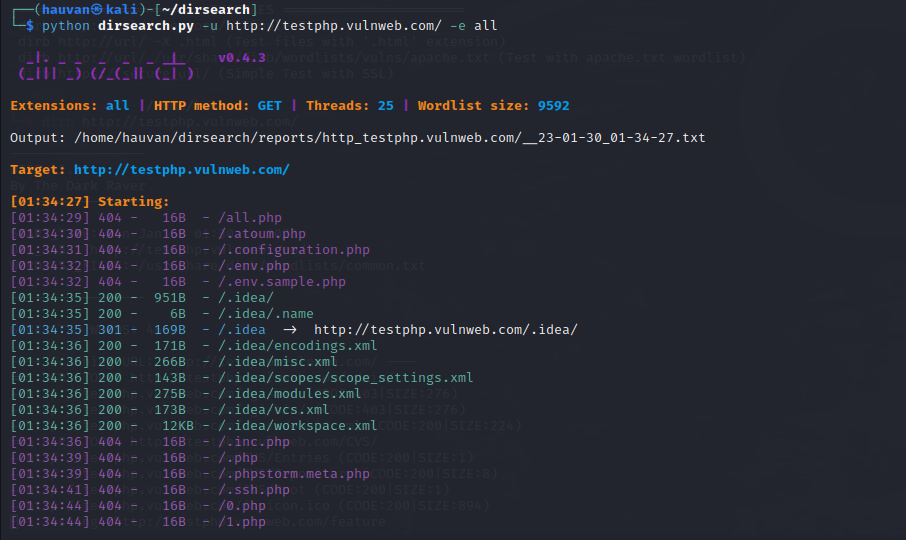 (hauvan㉿kali)-[~/dirsearch]
$ python dirsearch.py -u http://testphp.vulnweb.com/ -e all
_|. _ _ _ _ _ _|_ v0.4.3
(_||| _) (/_(_|| (_| )
Extensions: all | HTTP method: GET | Threads: 25 | Wordlist size: 9592
Output: /home/hauvan/dirsearch/reports/http_testphp.vulnweb.com/__23-01-30_01-34-27.txt
Target: http://testphp.vulnweb.com/
By The Dark Raver
[01:34:27] Starting:
[01:34:29] 404 - 16B - /all.php
[01:34:30] 404 - 16B - /.atoum.php
[01:34:31] 404 - 16B - /.configuration.php
[01:34:32] 404 - 16B - /.env.php
[01:34:32] 404 - 16B - /.env.sample.php
[01:34:35] 200 - 951B - /.idea/
[01:34:35] 200 - 6B - /.idea/.name
[01:34:35] 301 - 169B - /.idea -> http://testphp.vulnweb.com/.idea/
[01:34:36] 200 - 171B - /.idea/encodings.xml
[01:34:36] 200 - 266B - /.idea/misc.xml
[01:34:36] 200 - 143B - /.idea/scopes/scope_settings.xml
[01:34:36] 200 - 275B - /.idea/modules.xml
[01:34:36] 200 - 173B - /.idea/vcs.xml
[01:34:36] 200 - 12KB - /.idea/workspace.xml
[01:34:36] 404 - 16B - /.inc.php
[01:34:39] 404 - 16B - /.php
[01:34:39] 404 - 16B - /.phpstorm.meta.php
[01:34:41] 404 - 16B - /.ssh.php
[01:34:44] 404 - 16B - /0.php
[01:34:44] 404 - 16B - /1.php